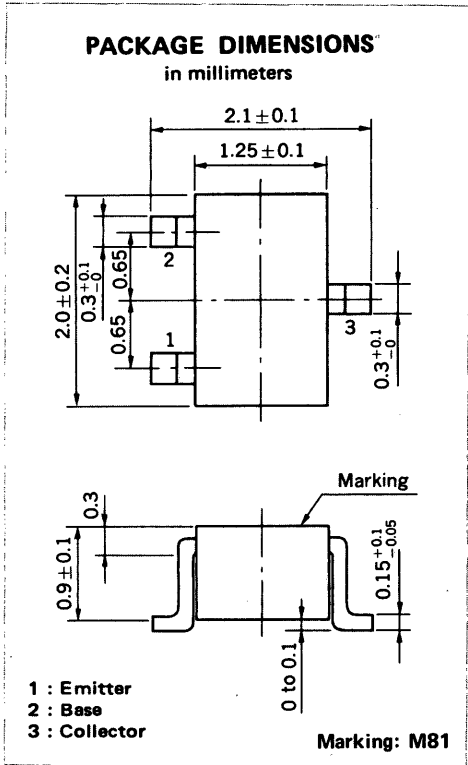 PACKAGE DIMENSIONS
in millimeters
2.1±0.1
1.25±0.1
2.0±0.2
0.3+0.1-0
0.65
0.65
2
1
3
0.3+0.1-0
Marking
0.3
0.9±0.1
0.15+0.1-0.05
0 to 0.1
1 : Emitter
2 : Base
3 : Collector
Marking: M81